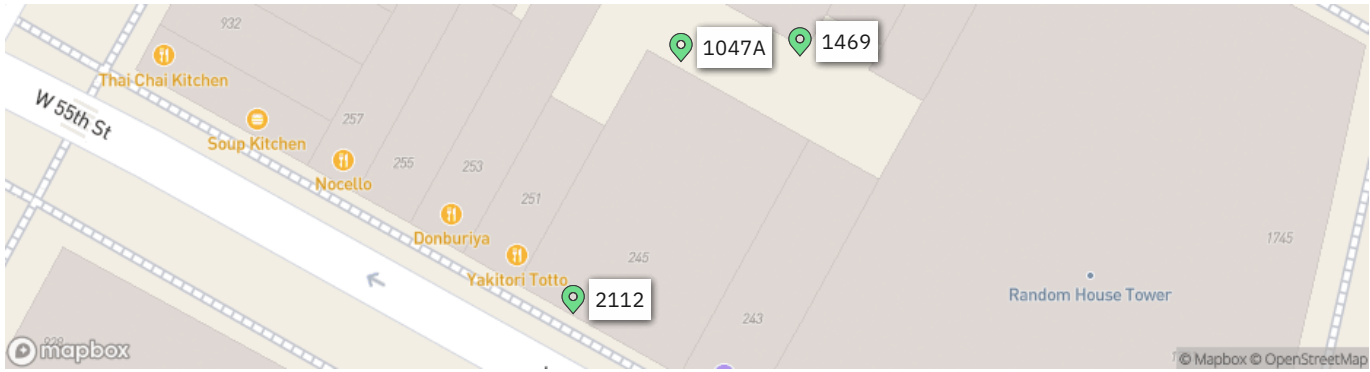 932
1047A
1469
Thai Chai Kitchen
W 55th St
257
Soup Kitchen
255
253
Nocello
251
Donburiya
245
1745
Yakitori Totto
2112
Random House Tower
243
mapbox
© Mapbox © OpenStreetMap